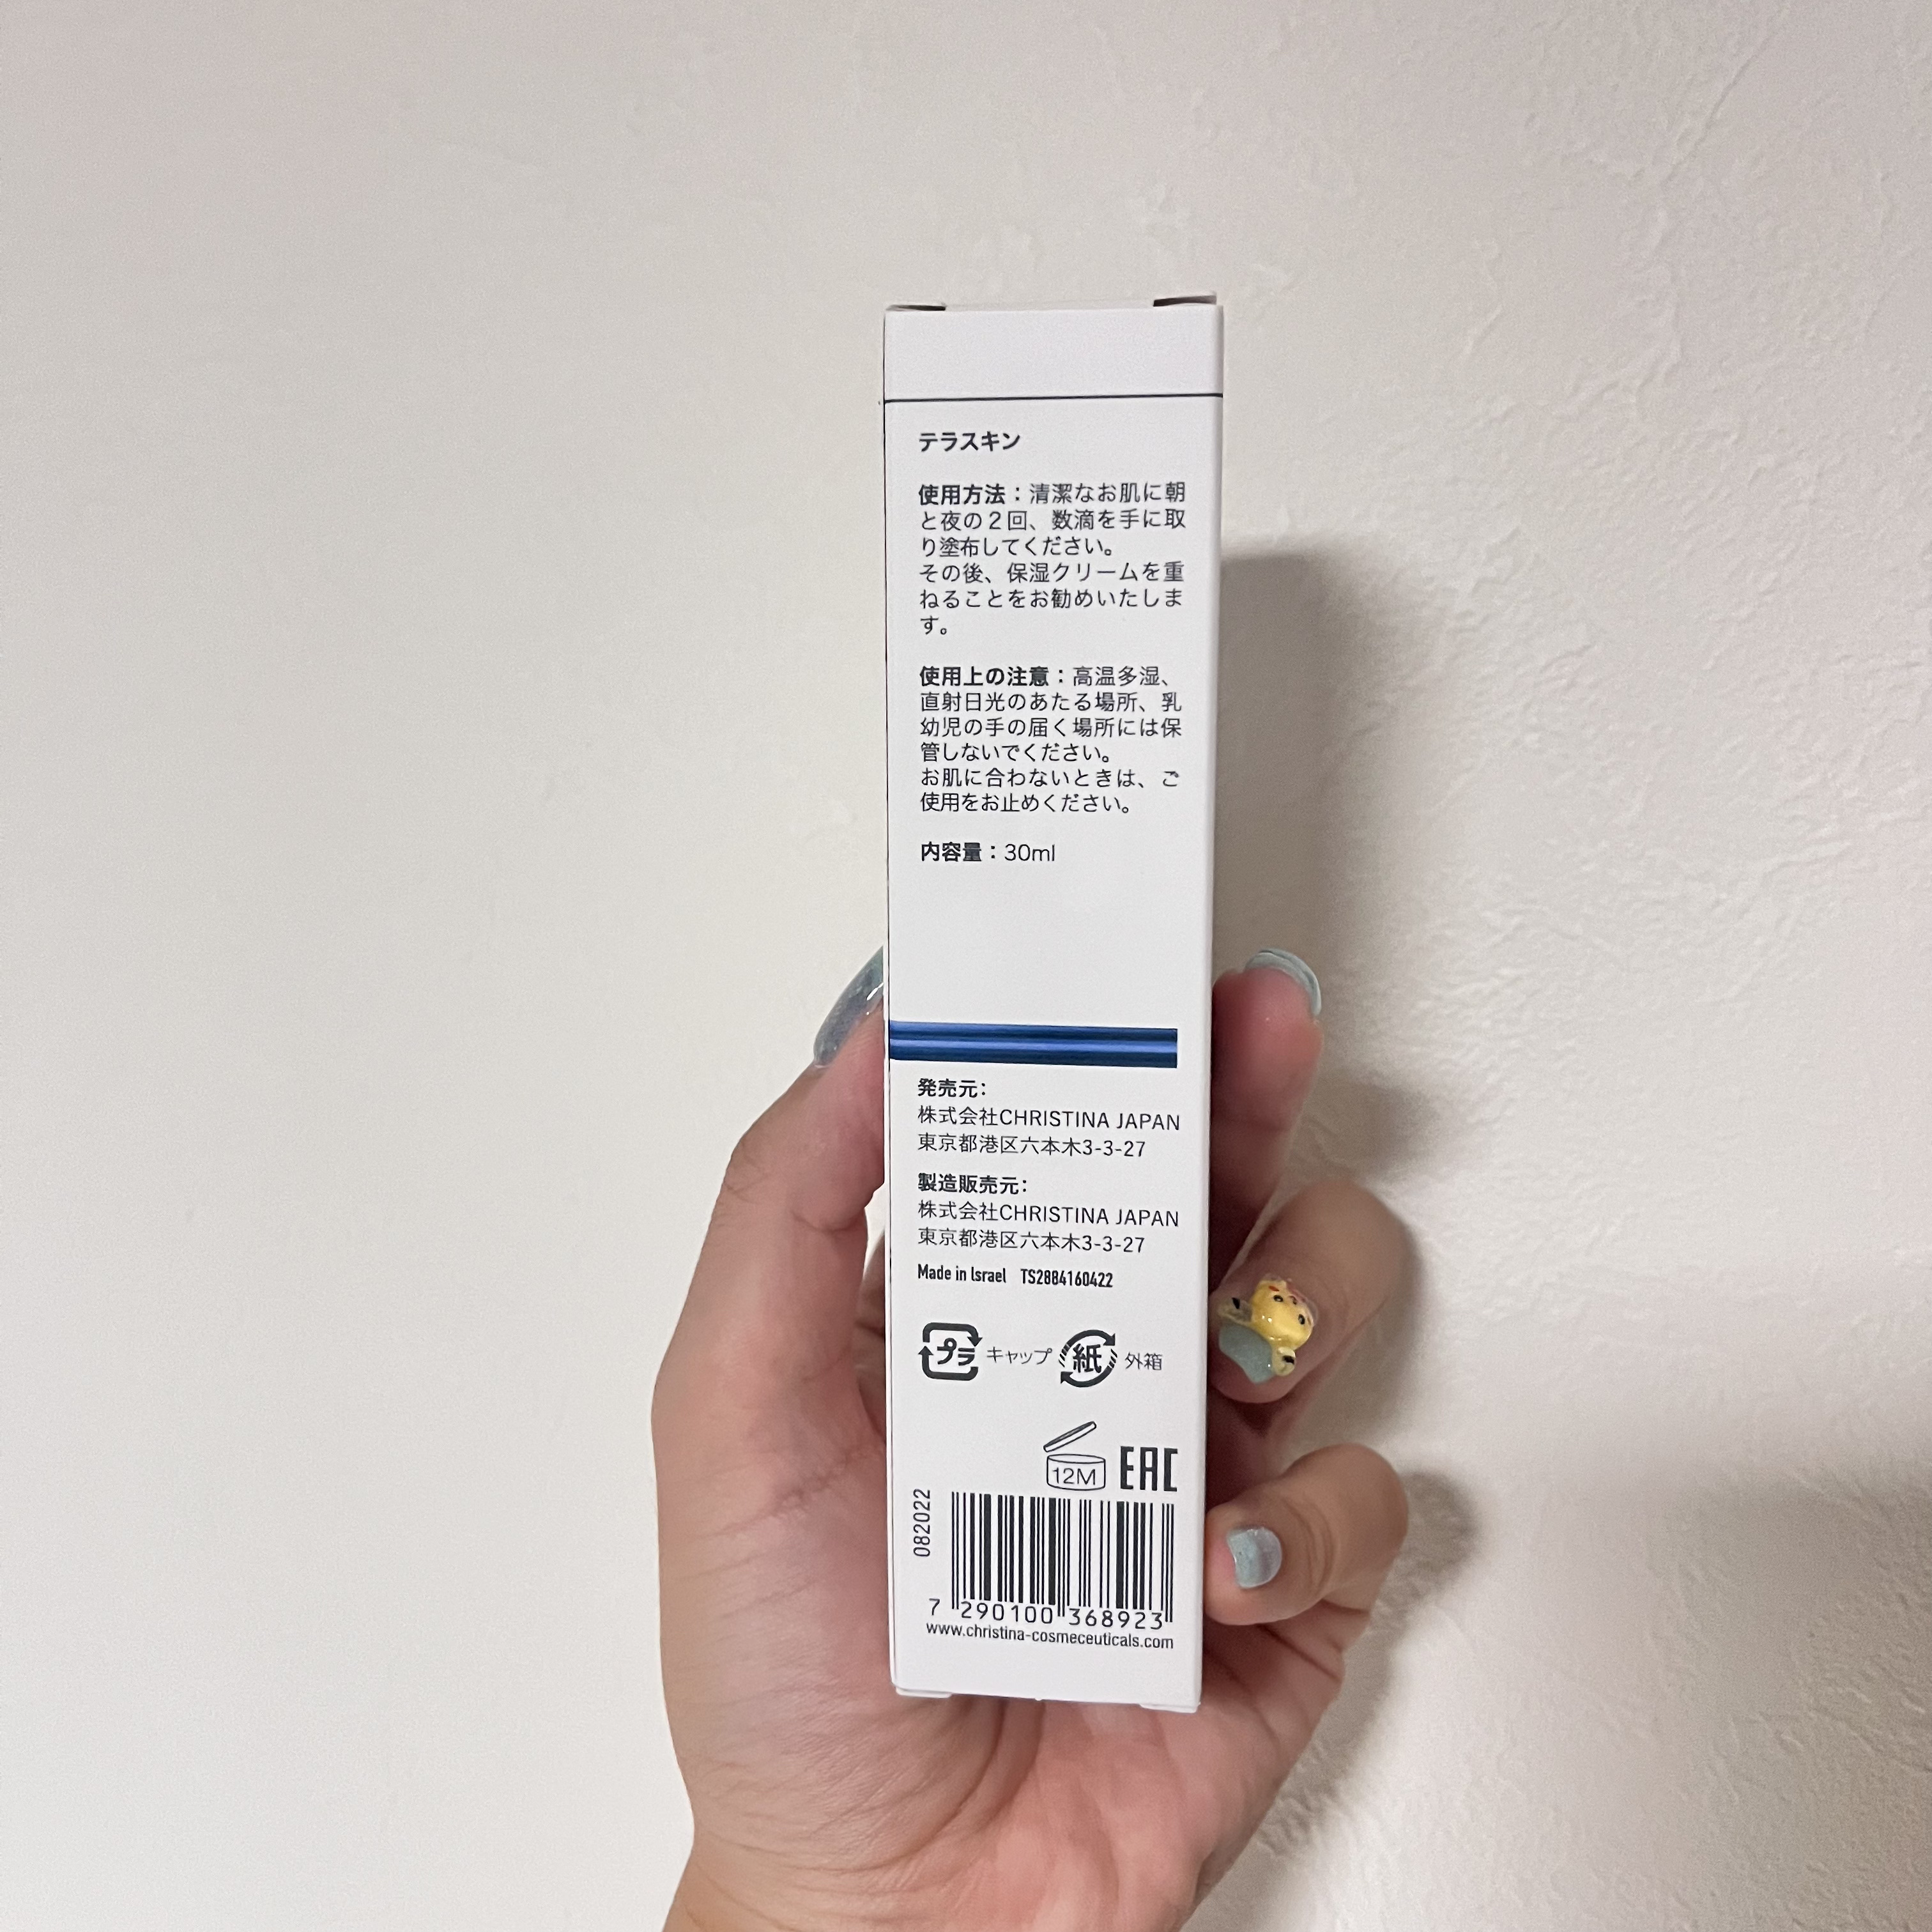 テラスキン
使用方法：清潔なお肌に朝
と夜の２回、数滴を手に取
り塗布してください。
その後、保湿クリームを重
ねることをお勧めいたしま
す。
使用上の注意：高温多湿、
直射日光のあたる場所、乳
幼児の手の届く場所には保
管しないでください。
お肌に合わないときは、ご
使用をお止めください。
内容量：30ml
発売元:
株式会社CHRISTINA JAPAN
東京都港区六本木3-3-27
製造販売元:
株式会社CHRISTINA JAPAN
東京都港区六本木3-3-27
Made in Israel TS2884160422
プラ キャップ 紙 外箱
12M EAC
082022
7 290100 368923
www.christina-cosmeceuticals.com